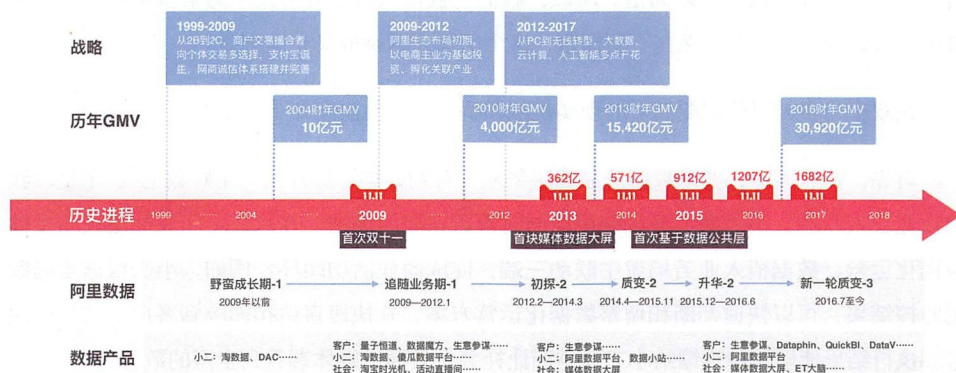 战略
1999-2009
从2B到2C，商户交易撮合者
向个体交易多选择，支付宝诞
生，网商诚信体系搭建并完善
2009-2012
阿里生态布局初期，
以电商主业为基础投
资、孵化关联产业
2012-2017
从PC到无线转型，大数据、
云计算、人工智能多点开花
历年GMV
2004财年GMV
10亿元
2010财年GMV
4,000亿元
2013财年GMV
15,420亿元
2016财年GMV
30,920亿元
11.11
11.11
362亿
11.11
571亿
11.11
912亿
11.11
1207亿
11.11
1682亿
11.11
历史进程
1999 …… 2004 …… 2009 …… 2012 2013 2014 2015 2016 2017 2018
首次双十一
首块媒体数据大屏
首次基于数据公共层
阿里数据
野蛮成长期-1
2009年以前
追随业务期-1
2009—2012.1
初探-2
2012.2—2014.3
质变-2
2014.4—2015.11
升华-2
2015.12—2016.6
新一轮质变-3
2016.7至今
数据产品
小二：淘数据、DAC……
客户：量子恒道、数据魔方、生意参谋……
小二：淘数据、傻瓜数据平台……
社会：淘宝时光机、活动直播间……
客户：生意参谋……
小二：阿里数据平台、数据小站……
社会：媒体数据大屏
客户：生意参谋、Dataphin、QuickBI、DataV……
小二：阿里数据平台
社会：媒体数据大屏、ET大脑……